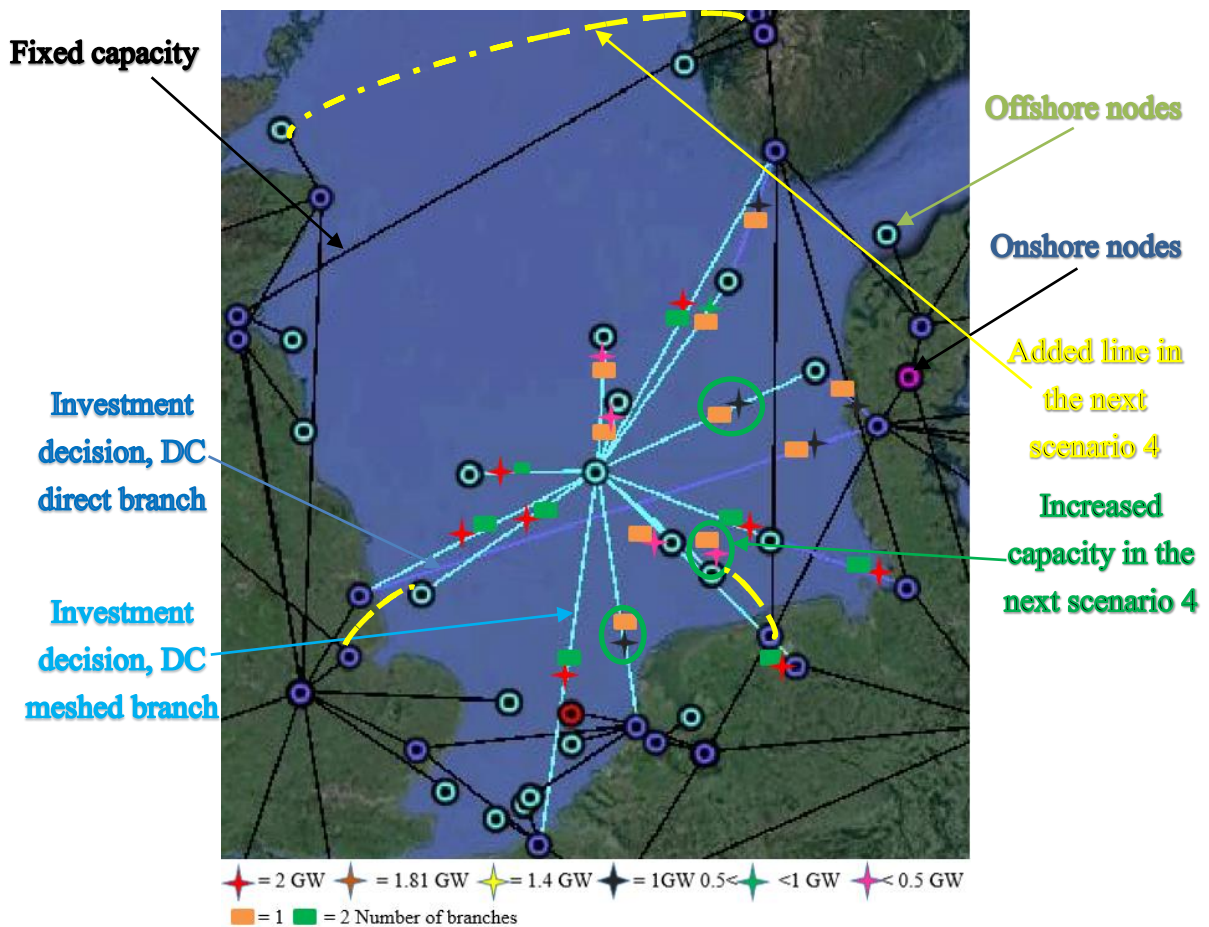 Fixed capacity
Offshore nodes
Onshore nodes
Added line in
the next
scenario 4
Investment
decision, DC
direct branch
Increased
capacity in the
next scenario 4
Investment
decision, DC
meshed branch
= 2 GW = 1.81 GW = 1.4 GW = 1GW 0.5< <1 GW < 0.5 GW
= 1 = 2 Number of branches